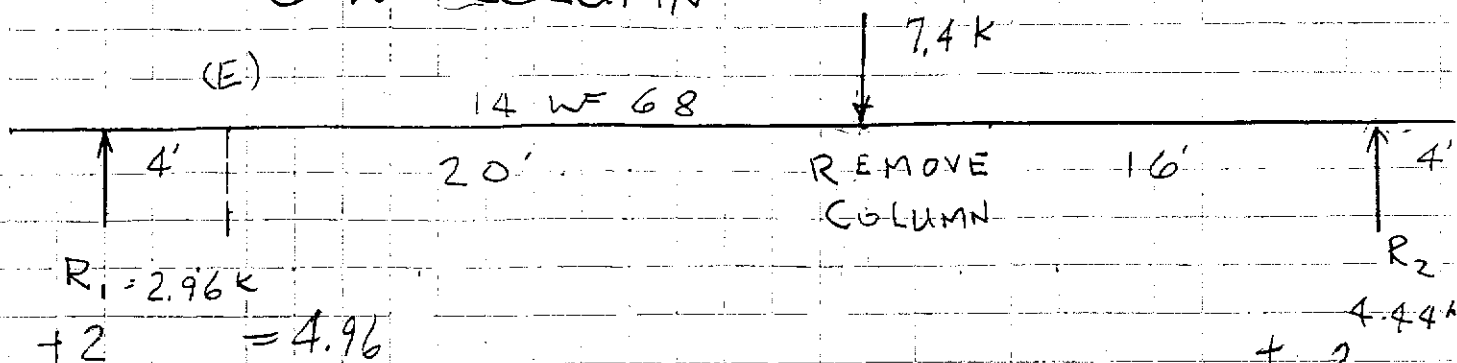 COLUMN
7.4 K
(E)
14 WF 68
4' 20' REMOVE 16' 4'
COLUMN
R1 = 2.96 K R2
4.44 k
+2 = 4.96 + 2